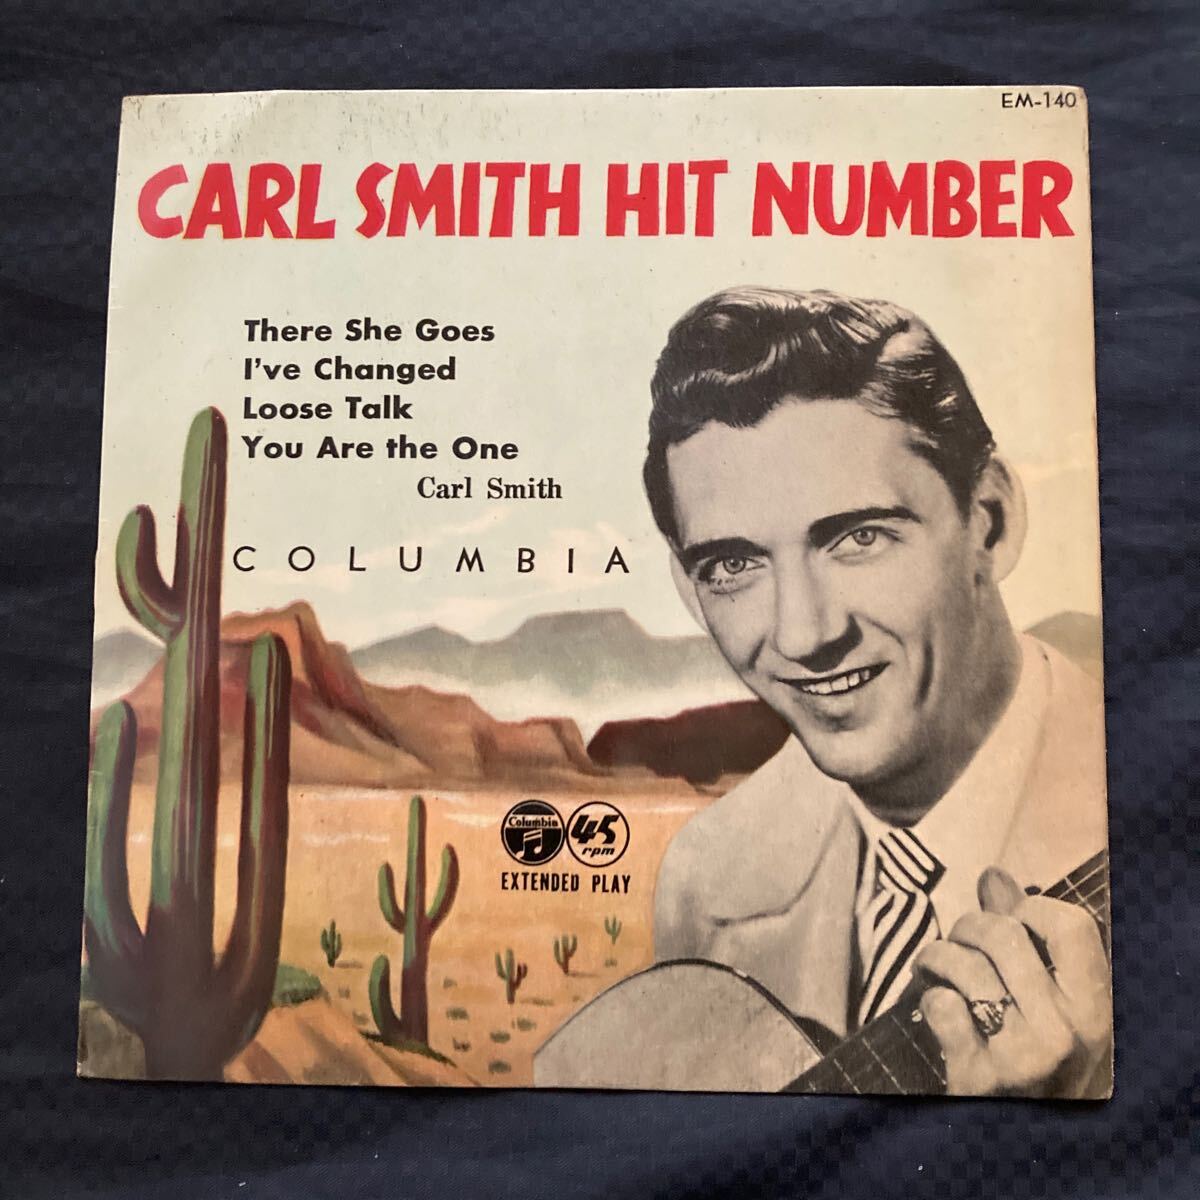 EM-140
CARL SMITH HIT NUMBER
There She Goes
I've Changed
Loose Talk
You Are the One
Carl Smith
COLUMBIA
Columbia
45
rpm
EXTENDED PLAY